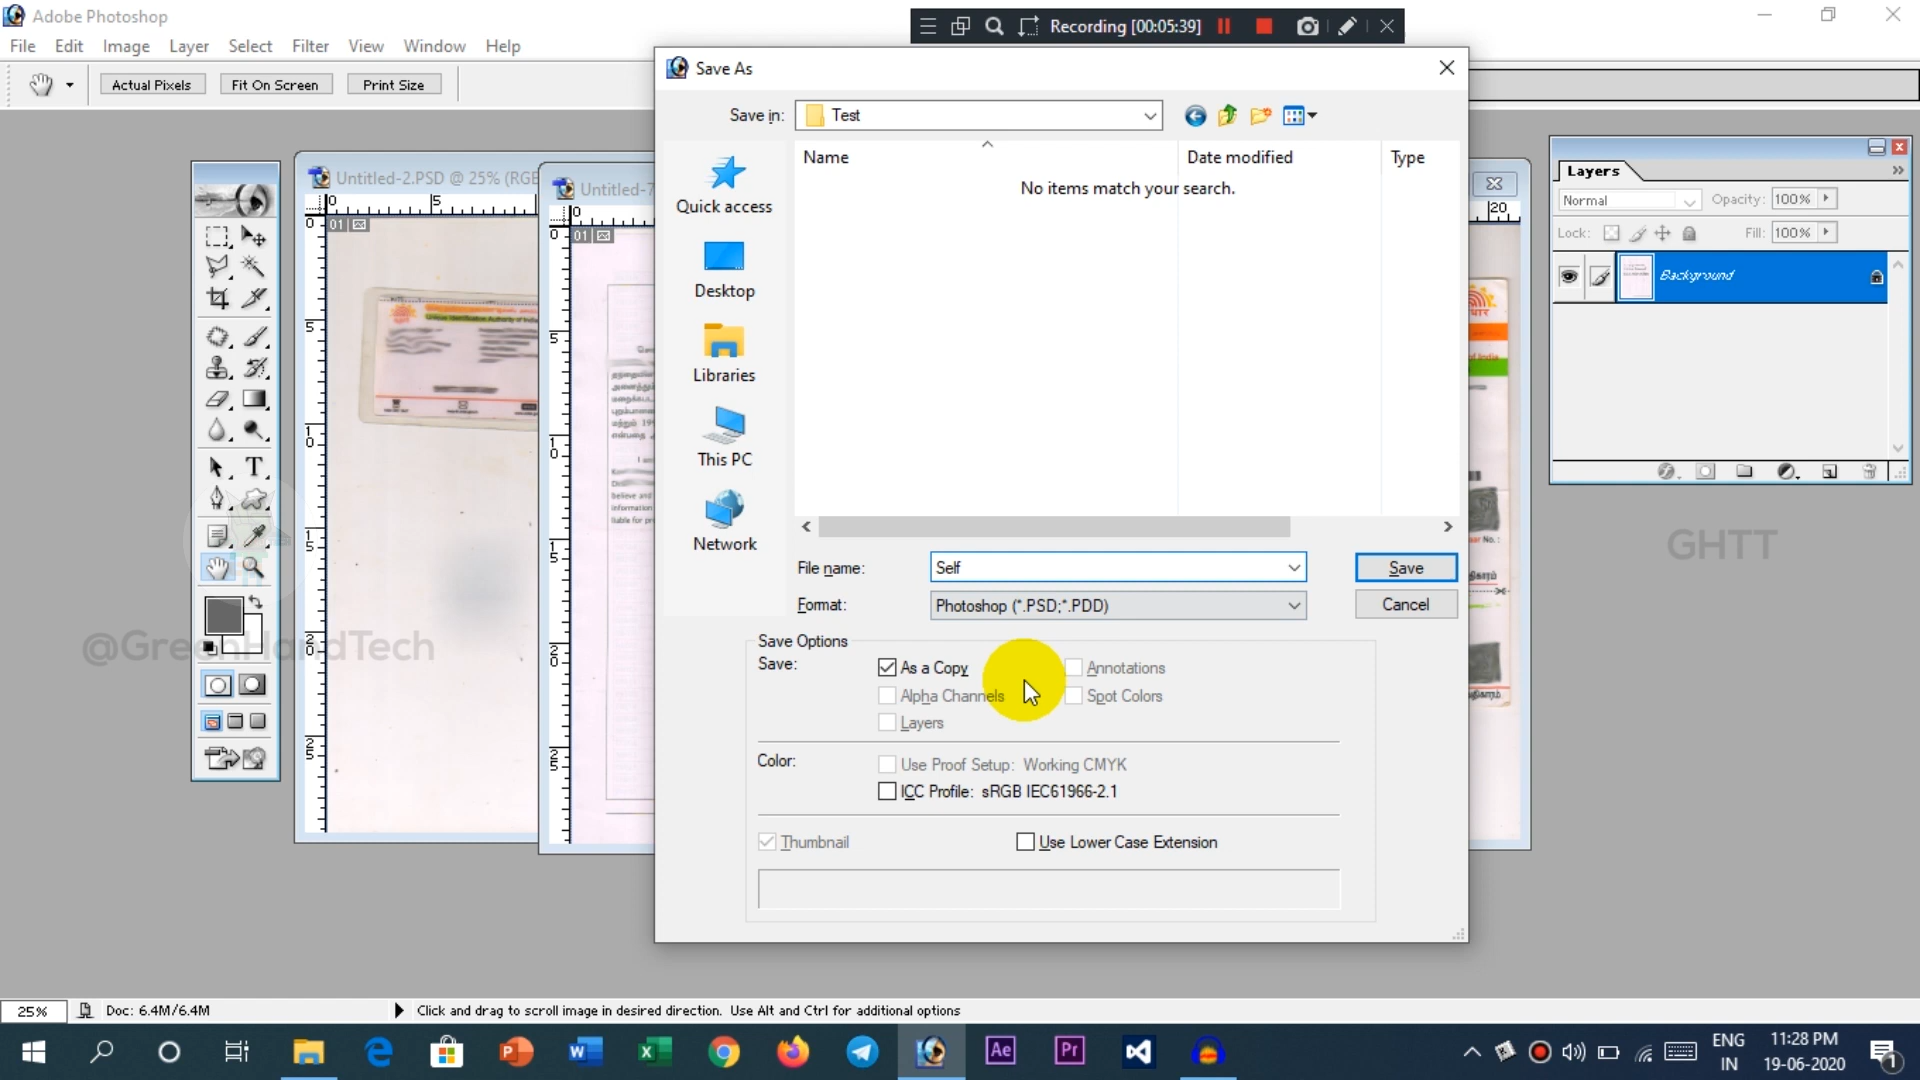 Adobe Photoshop
Recording [00:05:39]
File Edit Image Layer Select Filter View Window Help
Actual Pixels Fit On Screen Print Size
Save As
Save in: Test
Name Date modified Type
No items match your search.
Quick access
Desktop
Libraries
This PC
Network
File name: Self
Save
Format: Photoshop (*.PSD;*.PDD)
Cancel
Save Options
Save:
As a Copy
Annotations
Alpha Channels
Spot Colors
Layers
Color:
Use Proof Setup: Working CMYK
ICC Profile: sRGB IEC61966-2.1
Thumbnail
Use Lower Case Extension
Untitled-2.PSD @ 25% (RGB
Untitled-7
Layers
Normal Opacity: 100%
Lock: Fill: 100%
Background
GHTT
@GreenHandTech
25% Doc: 6.4M/6.4M Click and drag to scroll image in desired direction. Use Alt and Ctrl for additional options
ENG
IN
11:28 PM
19-06-2020
1